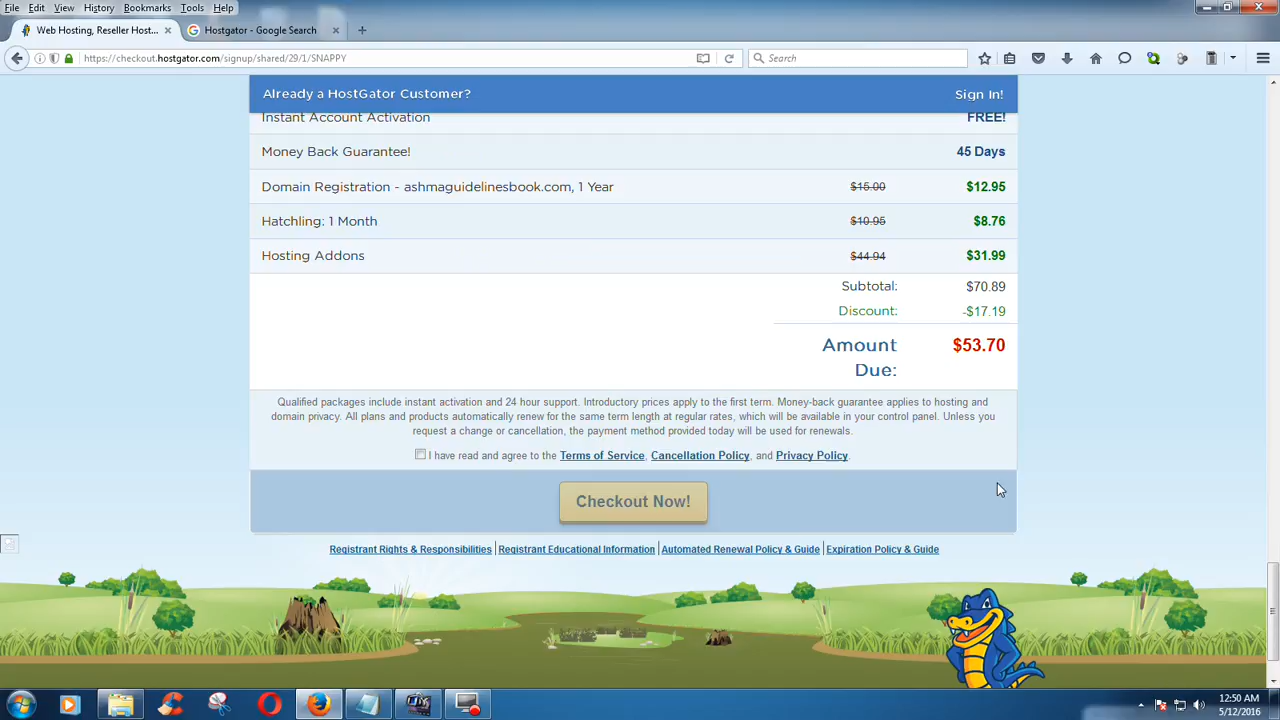 File Edit View History Bookmarks Tools Help
Web Hosting, Reseller Host... × Hostgator - Google Search ×
https://checkout.hostgator.com/signup/shared/29/1/SNAPPY Search
Already a HostGator Customer? Sign In!
Instant Account Activation FREE!
Money Back Guarantee! 45 Days
Domain Registration - ashmaguidelinesbook.com, 1 Year $15.00 $12.95
Hatchling: 1 Month $10.95 $8.76
Hosting Addons $44.94 $31.99
Subtotal: $70.89
Discount: -$17.19
Amount Due: $53.70
Qualified packages include instant activation and 24 hour support. Introductory prices apply to the first term. Money-back guarantee applies to hosting and
domain privacy. All plans and products automatically renew for the same term length at regular rates, which will be available in your control panel. Unless you
request a change or cancellation, the payment method provided today will be used for renewals.
I have read and agree to the Terms of Service, Cancellation Policy, and Privacy Policy.
Checkout Now!
Registrant Rights & Responsibilities Registrant Educational Information Automated Renewal Policy & Guide Expiration Policy & Guide
12:50 AM
5/12/2016